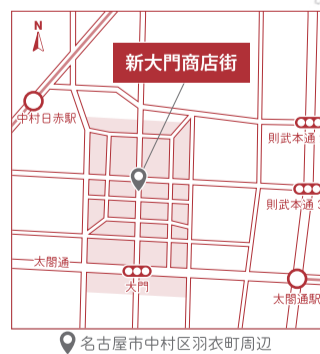 N
新大門商店街
中村日赤駅
則武本通
則武本通3
太閤通
大門
太閤通駅
名古屋市中村区羽衣町周辺